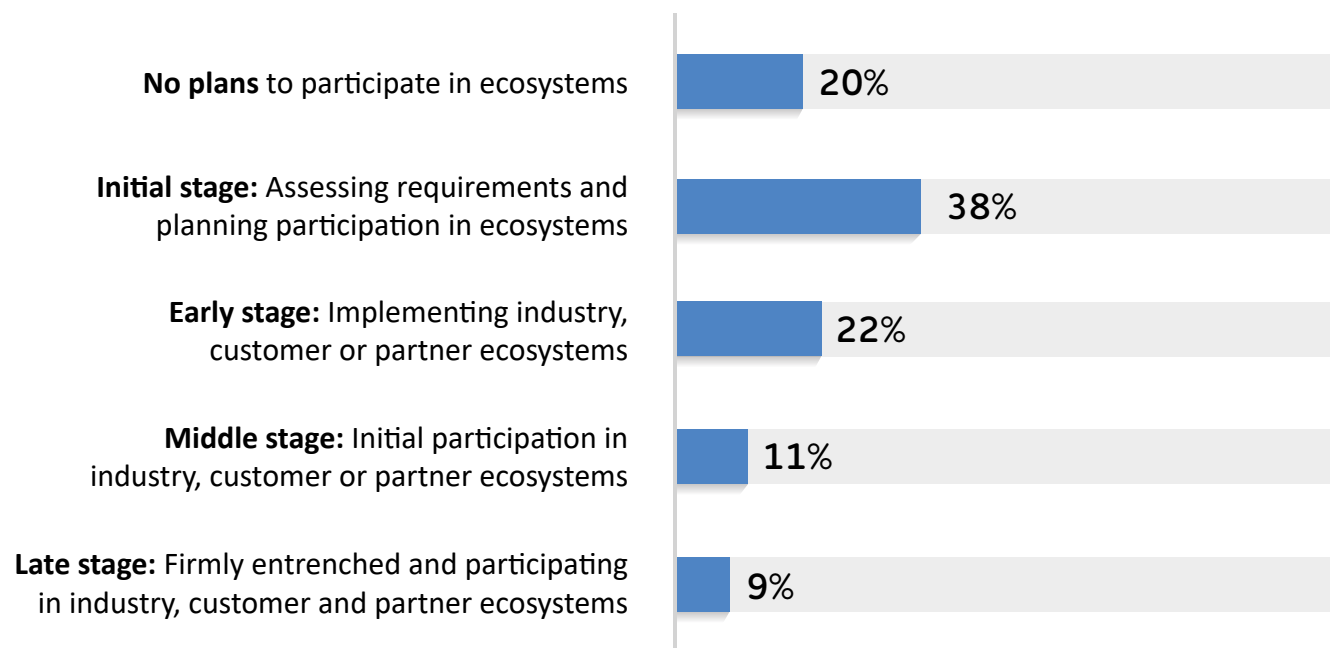 No plans to participate in ecosystems
20%
Initial stage: Assessing requirements and
planning participation in ecosystems
38%
Early stage: Implementing industry,
customer or partner ecosystems
22%
Middle stage: Initial participation in
industry, customer or partner ecosystems
11%
Late stage: Firmly entrenched and participating
in industry, customer and partner ecosystems
9%